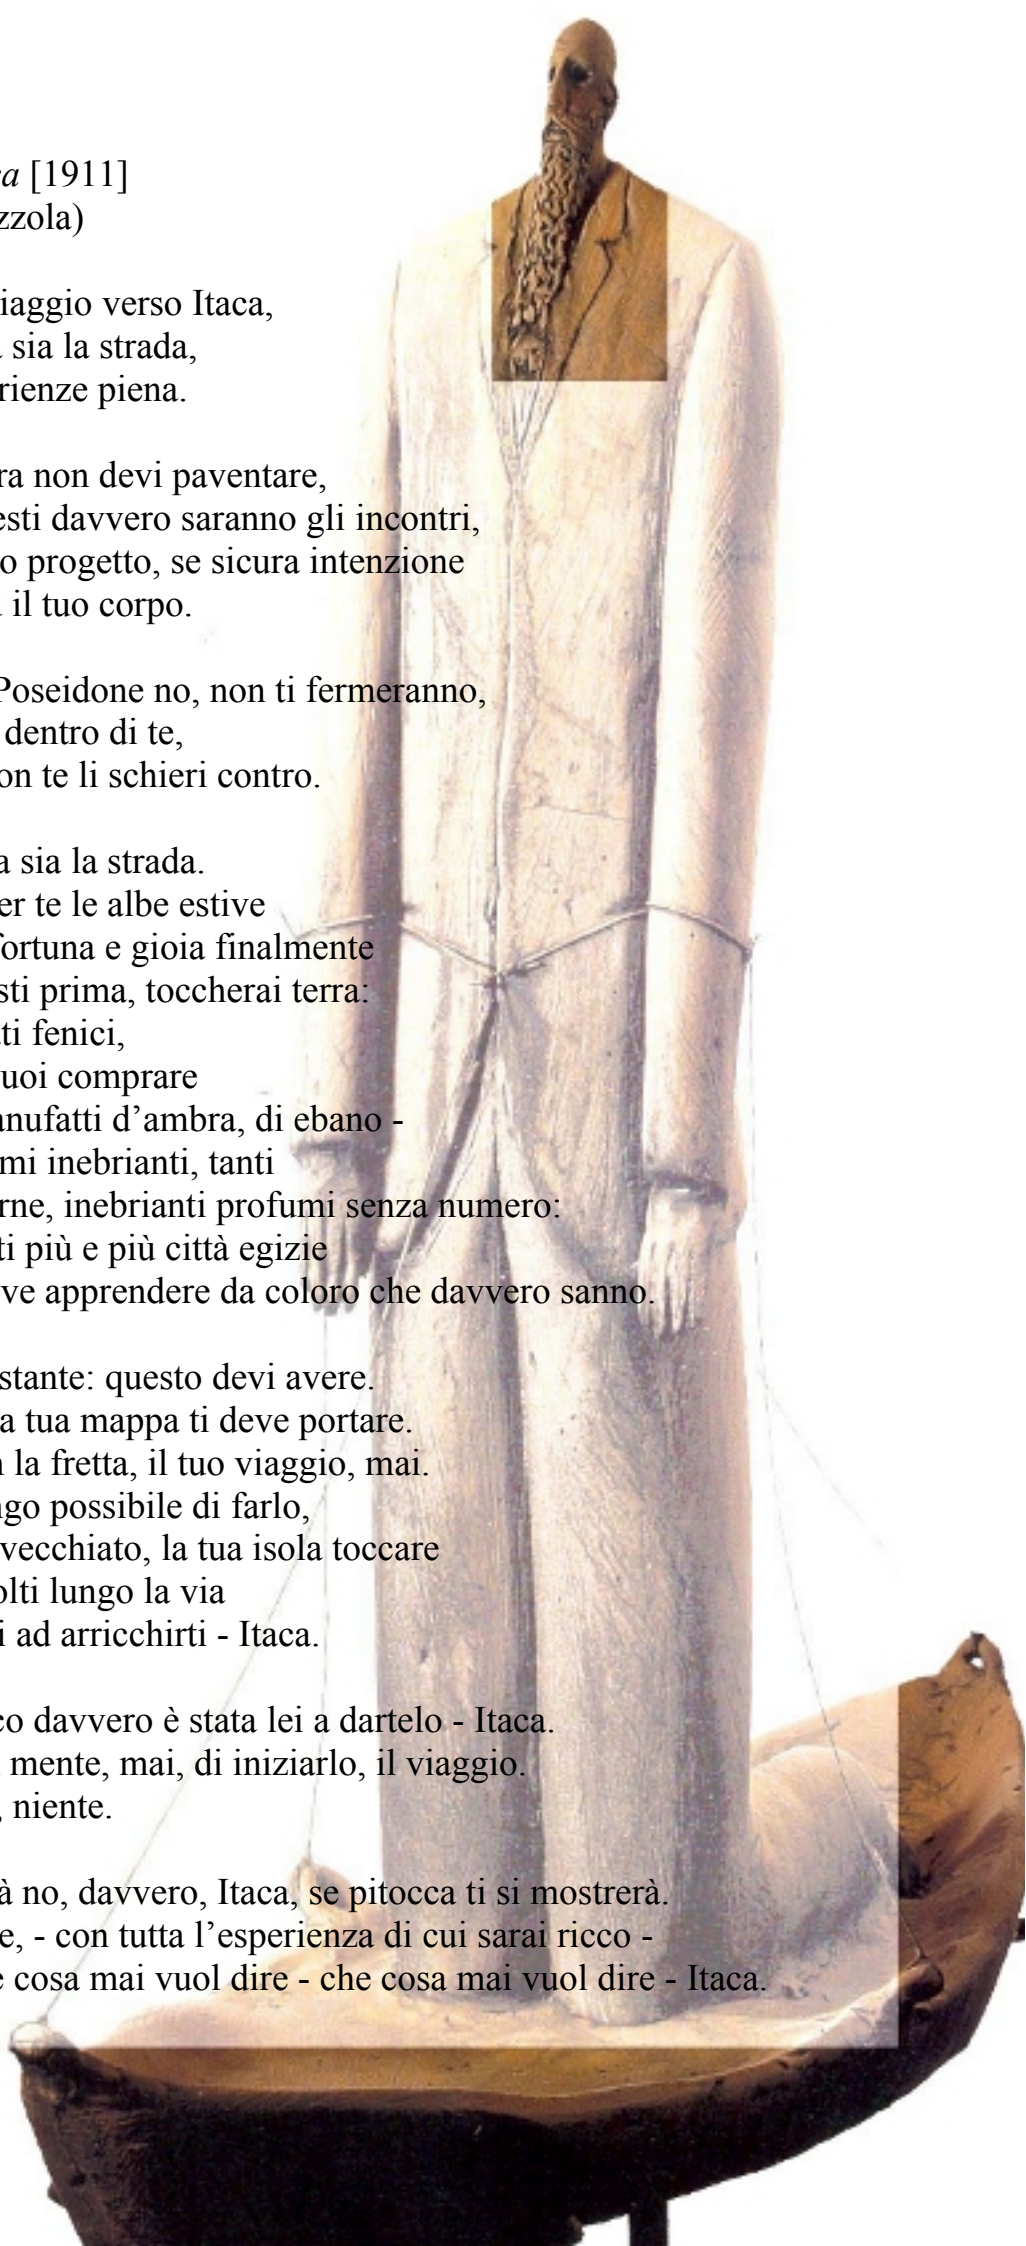 ca [1911]
zzola)
iaggio verso Itaca,
a sia la strada,
rienze piena.
ra non devi paventare,
esti davvero saranno gli incontri,
o progetto, se sicura intenzione
il tuo corpo.
Poseidone no, non ti fermeranno,
dentro di te,
on te li schieri contro.
a sia la strada.
er te le albe estive
fortuna e gioia finalmente
sti prima, toccherai terra:
ti fenici,
uoi comprare
anufatti d’ambra, di ebano -
mi inebrianti, tanti
rne, inebrianti profumi senza numero:
ti più e più città egizie
ve apprendere da coloro che davvero sanno.
stante: questo devi avere.
a tua mappa ti deve portare.
n la fretta, il tuo viaggio, mai.
ngo possibile di farlo,
vecchiato, la tua isola toccare
olti lungo la via
i ad arricchirti - Itaca.
co davvero è stata lei a dartelo - Itaca.
mente, mai, di iniziarlo, il viaggio.
, niente.
à no, davvero, Itaca, se pitocca ti si mostrerà.
e, - con tutta l’esperienza di cui sarai ricco -
e cosa mai vuol dire - che cosa mai vuol dire - Itaca.